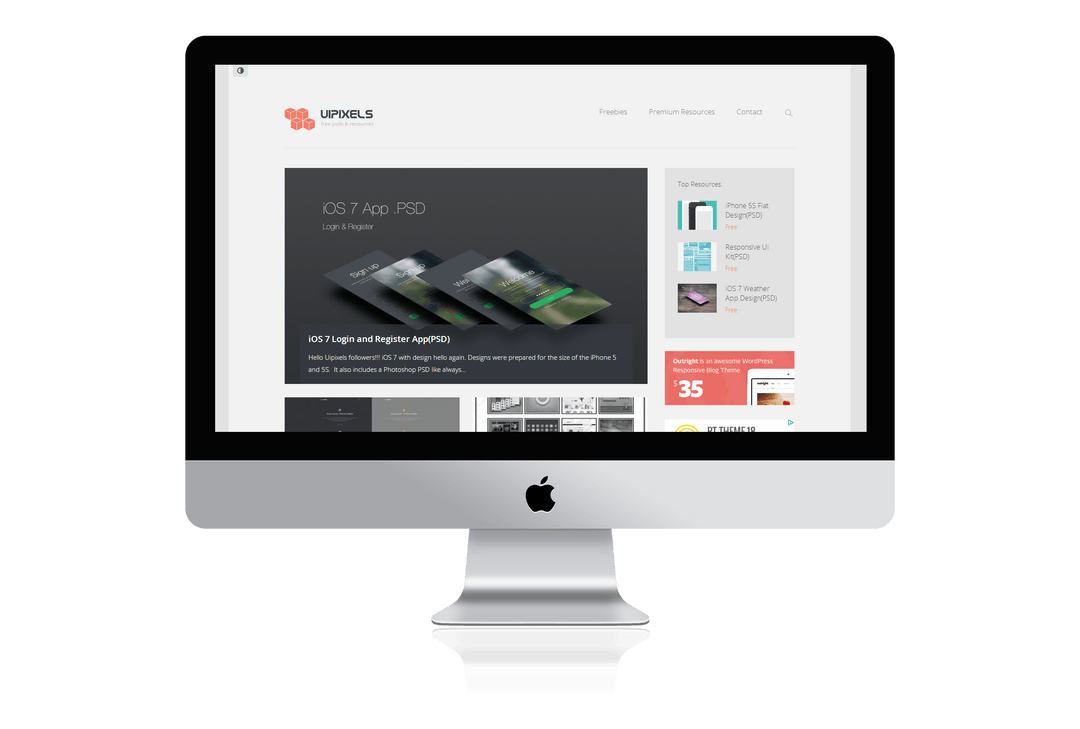 UIPIXELS
free psds & resources
Freebies
Premium Resources
Contact
iOS 7 App .PSD
Login & Register
Sign up
Sign up
Welcome
iOS 7 Login and Register App(PSD)
Hello Uipixels followers!!! iOS 7 with design hello again. Designs were prepared for the size of the iPhone 5
and 5S.  It also includes a Photoshop PSD like always...
Top Resources
iPhone 5S Flat
Design(PSD)
Free
Responsive UI
Kit(PSD)
Free
iOS 7 Weather
App Design(PSD)
Free
Outright is an awesome WordPress
Responsive Blog Theme
$35
outright
PT THEME 18